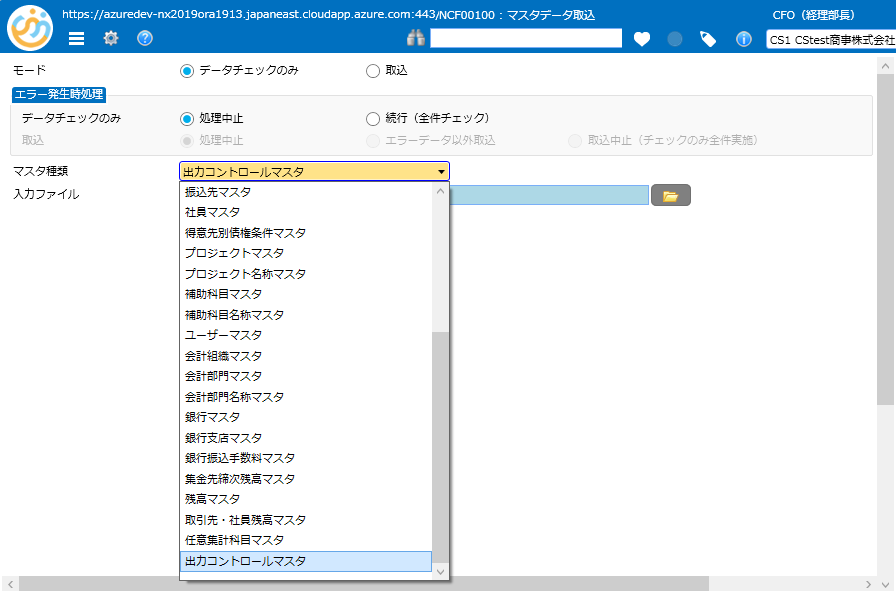 https://azuredev-nx2019ora1913.japaneast.cloudapp.azure.com:443/NCF00100 : マスタデータ取込
CFO（経理部長）
CS1 CStest商事株式会社
モード
データチェックのみ
取込
エラー発生時処理
データチェックのみ
処理中止
続行（全件チェック）
取込
処理中止
エラーデータ以外取込
取込中止（チェックのみ全件実施）
マスタ種類
出力コントロールマスタ
入力ファイル
振込先マスタ
社員マスタ
得意先別債権条件マスタ
プロジェクトマスタ
プロジェクト名称マスタ
補助科目マスタ
補助科目名称マスタ
ユーザーマスタ
会計組織マスタ
会計部門マスタ
会計部門名称マスタ
銀行マスタ
銀行支店マスタ
銀行振込手数料マスタ
集金先締次残高マスタ
残高マスタ
取引先・社員残高マスタ
任意集計科目マスタ
出力コントロールマスタ